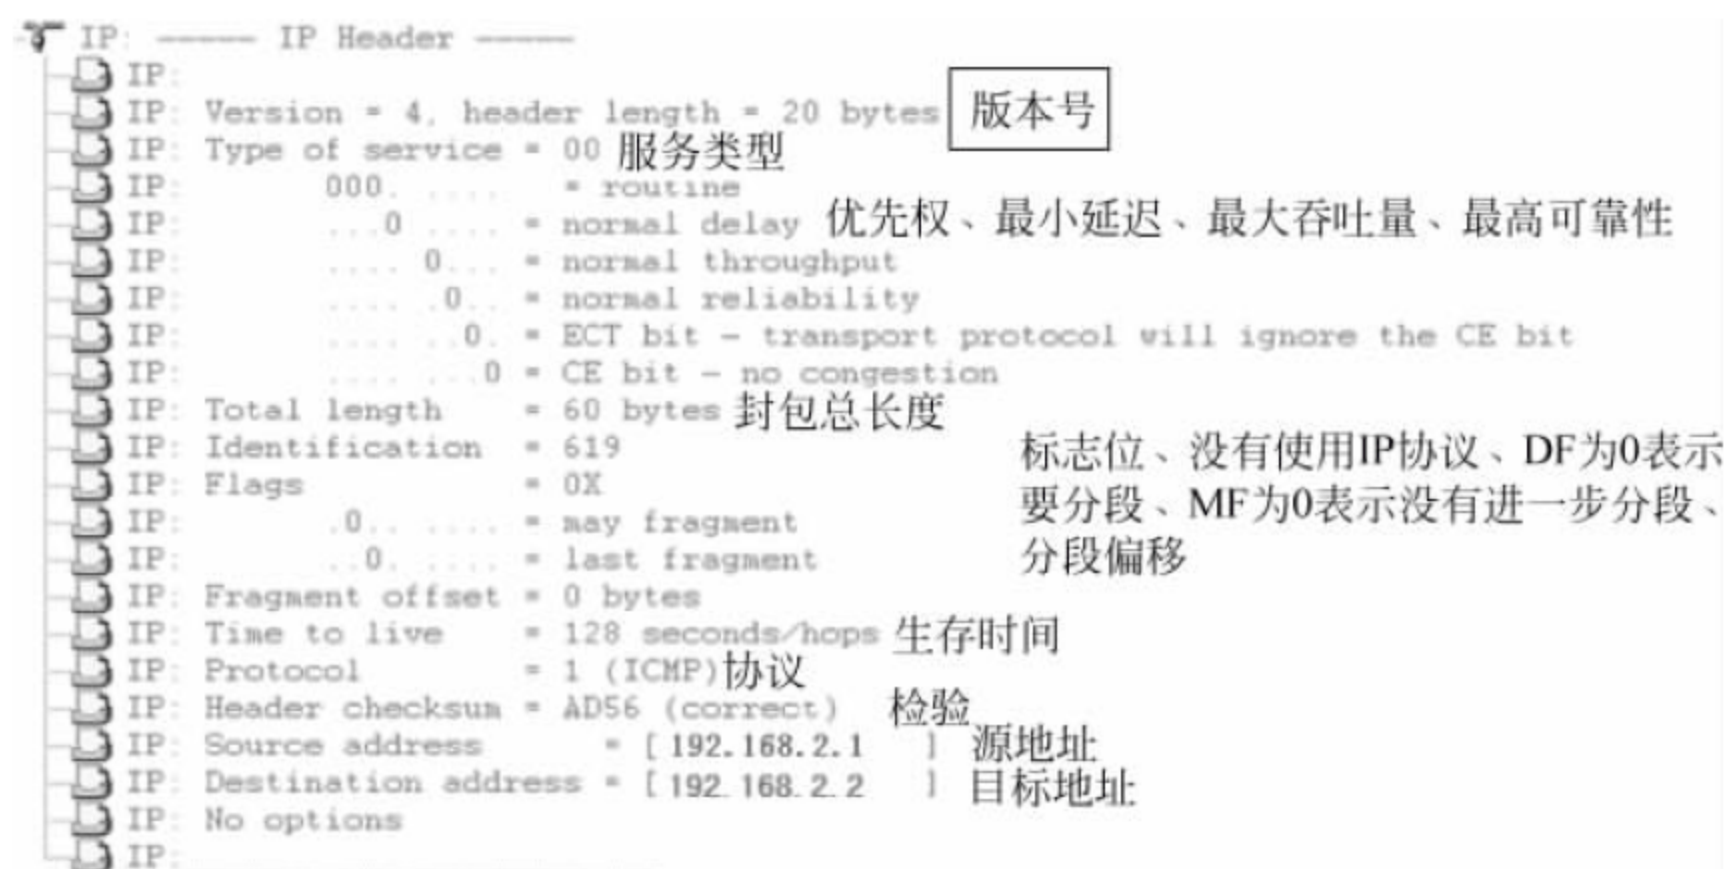 IP: ----- IP Header -----
IP:
IP: Version = 4, header length = 20 bytes 版本号
IP: Type of service = 00 服务类型
IP: 000. .... = routine
IP: ...0 .... = normal delay 优先权、最小延迟、最大吞吐量、最高可靠性
IP: .... 0... = normal throughput
IP: .... .0.. = normal reliability
IP: .... ..0. = ECT bit – transport protocol will ignore the CE bit
IP: .... ...0 = CE bit – no congestion
IP: Total length = 60 bytes 封包总长度
IP: Identification = 619
IP: Flags = 0X
标志位、没有使用IP协议、DF为0表示
要分段、MF为0表示没有进一步分段、
分段偏移
IP: .0.. .... = may fragment
IP: ..0. .... = last fragment
IP: Fragment offset = 0 bytes
IP: Time to live = 128 seconds/hops 生存时间
IP: Protocol = 1 (ICMP) 协议
IP: Header checksum = AD56 (correct) 检验
IP: Source address = [192.168.2.1 ] 源地址
IP: Destination address = [192.168.2.2 ] 目标地址
IP: No options
IP: